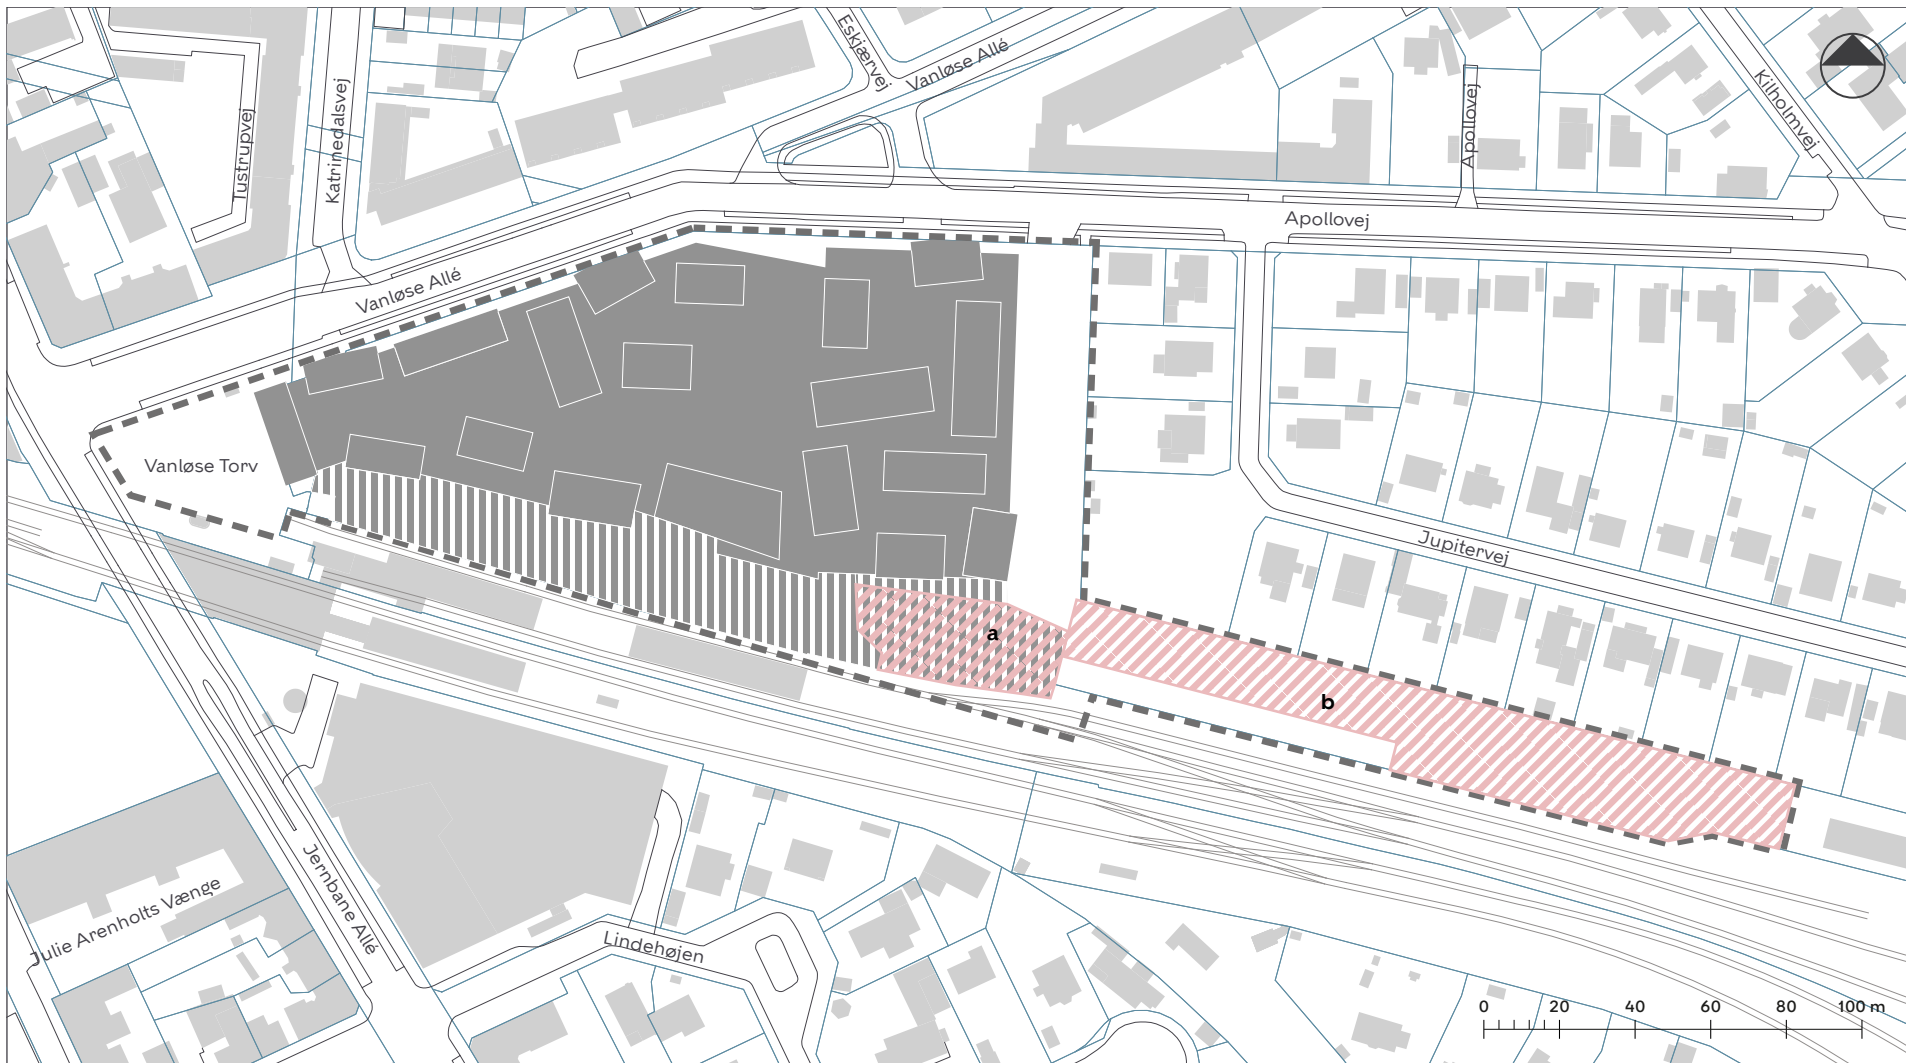 Eskjærvej
Vanløse Allé
Kilholmvej
Tustrupvej
Katrinedalsvej
Apollovej
Apollovej
Vanløse Allé
Vanløse Torv
Jupitervej
a
b
Julie Arenholts Vænge
Jernbane Allé
Lindehøjen
0 20 40 60 80 100 m